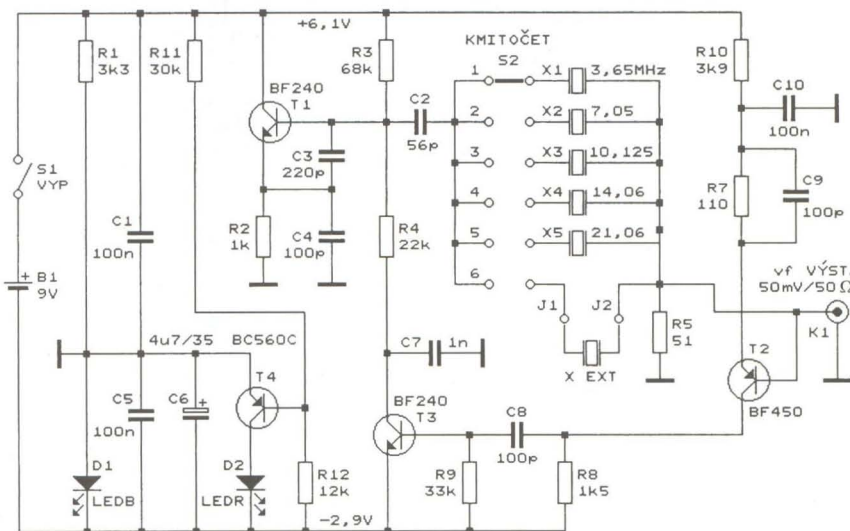 +6,1V
R1
3k3
R11
30k
R3
68k
KMITOČET
S2
R10
3k9
BF240
T1
C2
56p
1
X1
3,65MHz
2
X2
7,05
3
X3
10,125
4
X4
14,06
5
X5
21,06
6
C10
100n
C3
220p
R7
110
C9
100p
S1
VYP
C1
100n
R2
1k
C4
100p
R4
22k
+
B1
9V
J1
J2
X EXT
R5
51
vf VÝST.
50mV/50Ω
K1
4u7/35
BC560C
T4
C7
1n
T2
BF450
C5
100n
C6
+
BF240
T3
C8
100p
D1
LEDB
D2
LEDR
R12
12k
R9
33k
R8
1k5
-2,9V